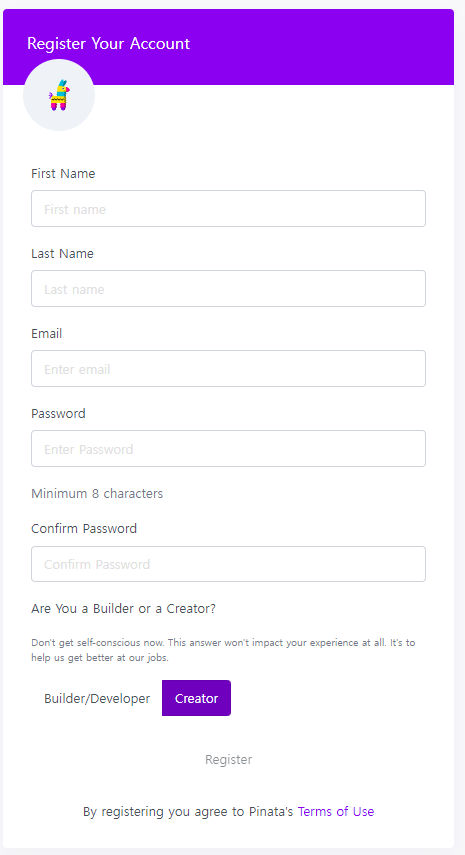 Register Your Account
First Name
First name
Last Name
Last name
Email
Enter email
Password
Enter Password
Minimum 8 characters
Confirm Password
Confirm Password
Are You a Builder or a Creator?
Don't get self-conscious now. This answer won't impact your experience at all. It's to
help us get better at our jobs.
Builder/Developer Creator
Register
By registering you agree to Pinata's Terms of Use